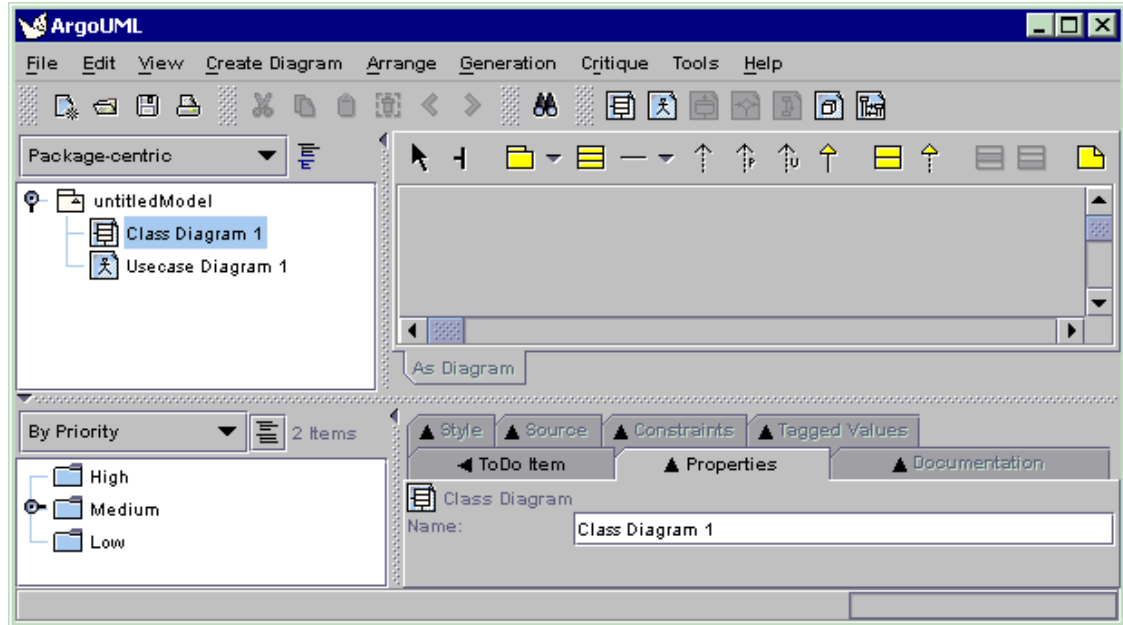 ArgoUML
File Edit View Create Diagram Arrange Generation Critique Tools Help
Package-centric
untitledModel
Class Diagram 1
Usecase Diagram 1
As Diagram
By Priority 2 Items
High
Medium
Low
Style Source Constraints Tagged Values
ToDo Item Properties Documentation
Class Diagram
Name: Class Diagram 1